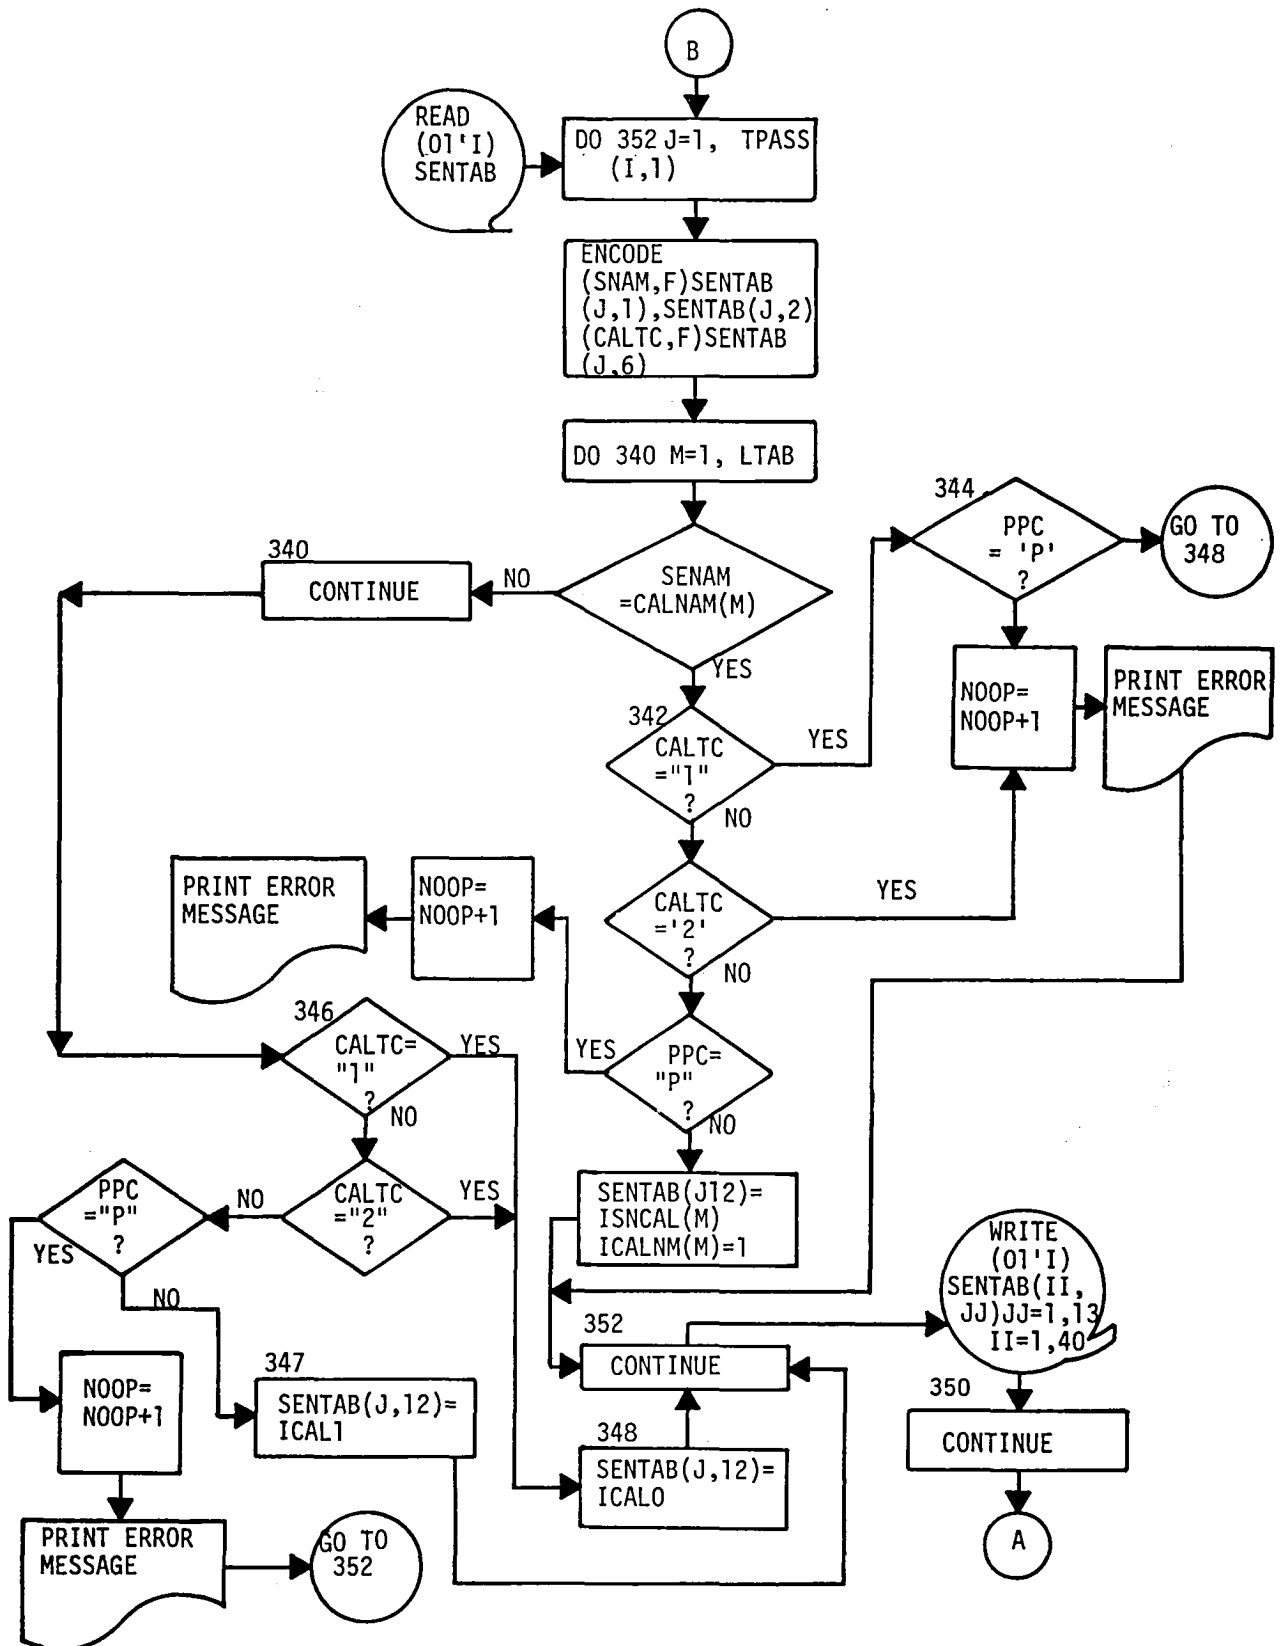 B
READ
(01'I)
SENTAB
DO 352 J=1, TPASS
(I,1)
ENCODE
(SNAM,F)SENTAB
(J,1),SENTAB(J,2)
(CALTC,F)SENTAB
(J,6)
DO 340 M=1, LTAB
344
PPC
= 'P'
?
GO TO
348
340
CONTINUE
NO
SENAM
=CALNAM(M)
YES
NOOP=
NOOP+1
PRINT ERROR
MESSAGE
342
CALTC
="1"
?
YES
NO
PRINT ERROR
MESSAGE
NOOP=
NOOP+1
CALTC
='2'
?
YES
NO
346
CALTC=
"1"
?
YES
NO
YES
PPC=
"P"
?
NO
PPC
="P"
?
YES
NO
NO
CALTC
="2"
?
YES
SENTAB(J12)=
ISNCAL(M)
ICALNM(M)=1
WRITE
(01'I)
SENTAB(II,
JJ)JJ=1,13
II=1,40
352
CONTINUE
347
SENTAB(J,12)=
ICAL1
NOOP=
NOOP+1
348
SENTAB(J,12)=
ICAL0
350
CONTINUE
PRINT ERROR
MESSAGE
GO TO
352
A